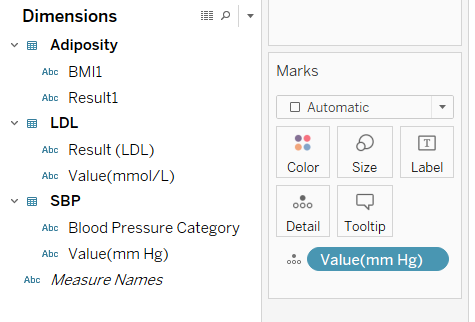 Dimensions
Adiposity
Abc BMI1
Abc Result1
LDL
Abc Result (LDL)
Abc Value(mmol/L)
SBP
Abc Blood Pressure Category
Abc Value(mm Hg)
Abc Measure Names
Marks
Automatic
Color Size T Label
Detail Tooltip
Value(mm Hg)